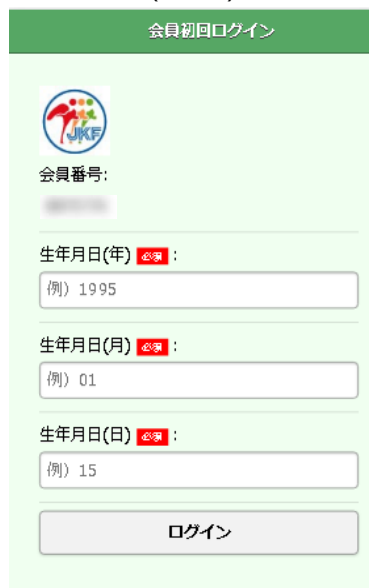 会員初回ログイン
JKF
会員番号:
生年月日(年) 必須 :
例) 1995
生年月日(月) 必須 :
例) 01
生年月日(日) 必須 :
例) 15
ログイン